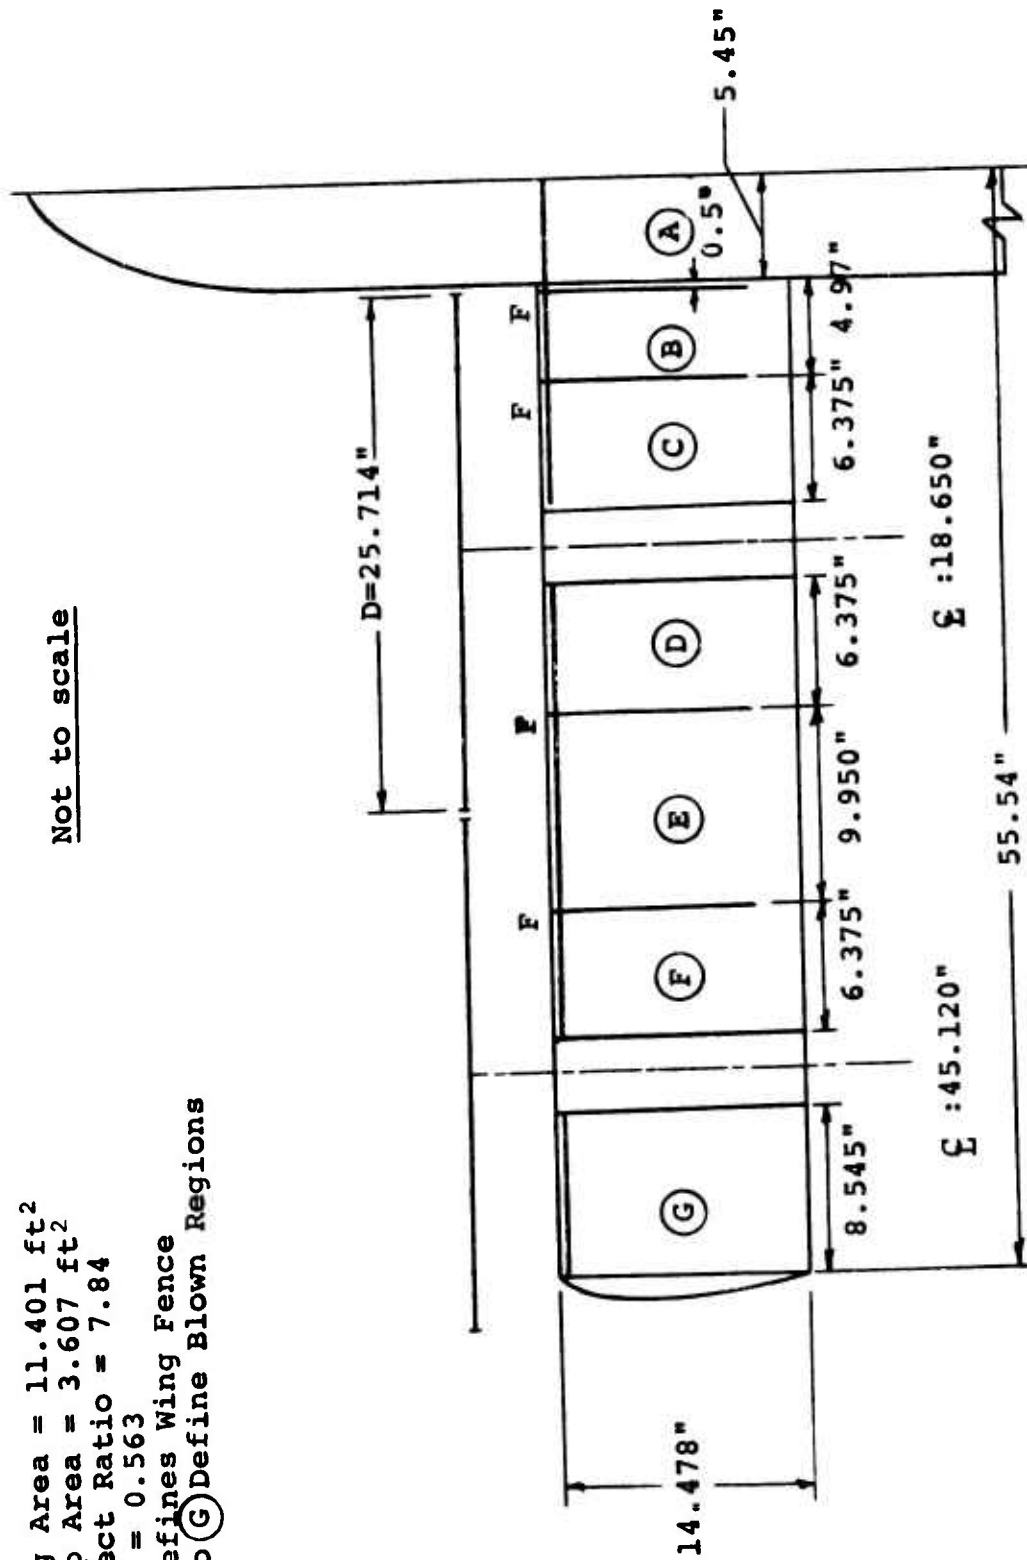 g Area = 11.401 ft²
p Area = 3.607 ft²
ect Ratio = 7.84
= 0.563
efines Wing Fence
o G Define Blown Regions
Not to scale
D=25.714"
F
F
F
F
A
0.5"
5.45"
B
C
D
E
F
G
4.97"
6.375"
6.375"
9.950"
6.375"
8.545"
℄ :18.650"
℄ :45.120"
55.54"
14.478"